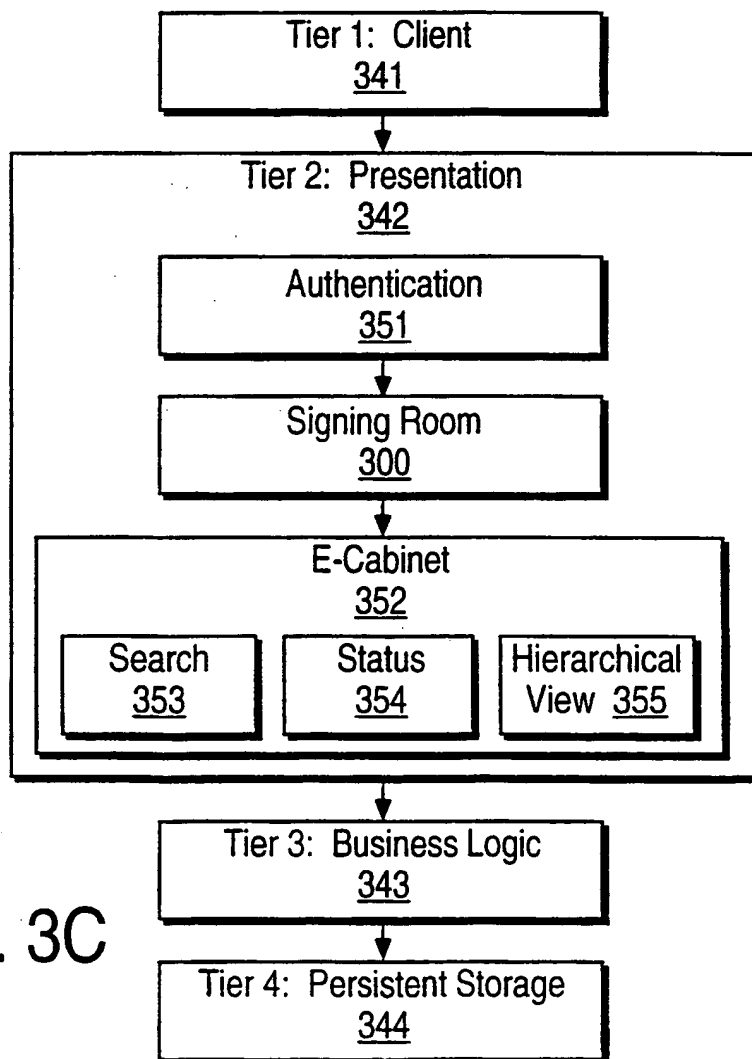 Tier 1: Client
341
Tier 2: Presentation
342
Authentication
351
Signing Room
300
E-Cabinet
352
Search
353
Status
354
Hierarchical
View 355
Tier 3: Business Logic
343
. 3C
Tier 4: Persistent Storage
344